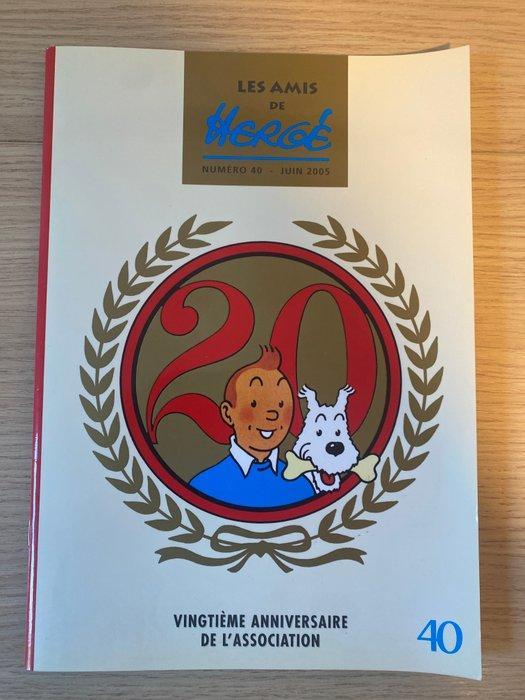 LES AMIS
DE
HERGÉ
NUMÉRO 40 - JUIN 2005
20
VINGTIÈME ANNIVERSAIRE
DE L'ASSOCIATION
40